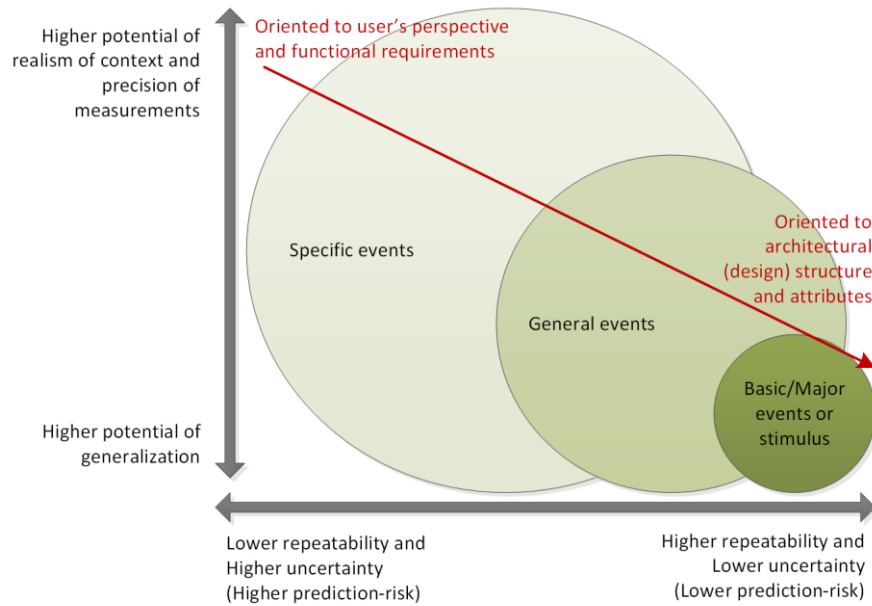 Higher potential of
realism of context and
precision of
measurements
Oriented to user's perspective
and functional requirements
Oriented to
architectural
(design) structure
and attributes
Specific events
General events
Basic/Major
events or
stimulus
Higher potential of
generalization
Lower repeatability and
Higher uncertainty
(Higher prediction-risk)
Higher repeatability and
Lower uncertainty
(Lower prediction-risk)